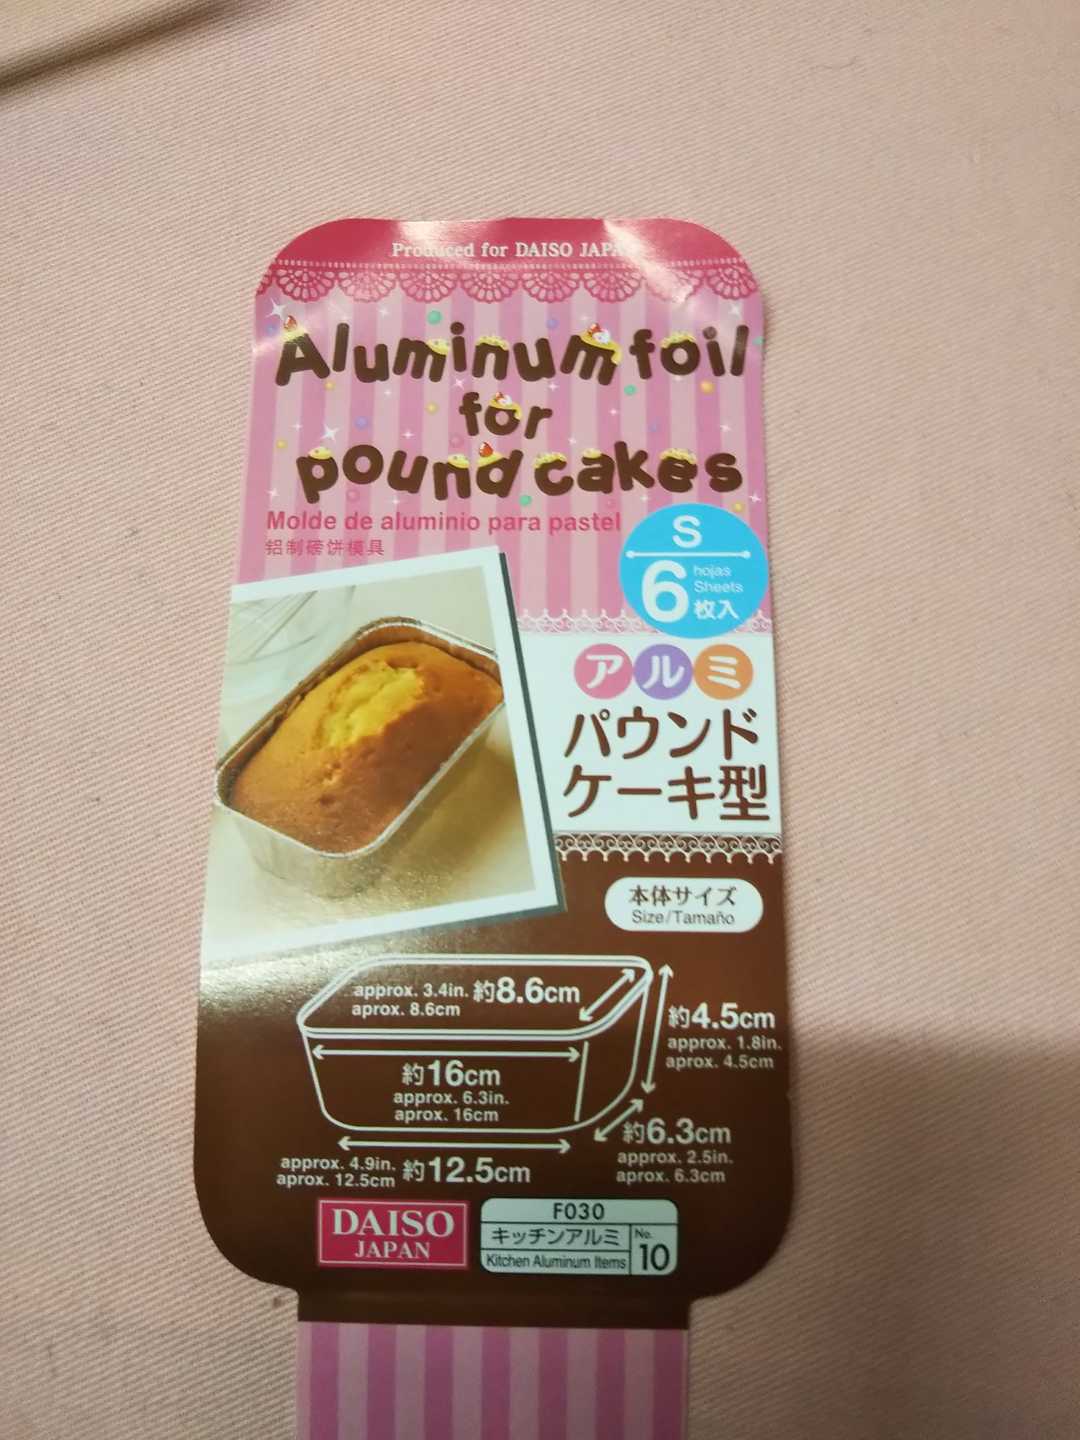 Produced for DAISO JAPAN
Aluminum foil
for
pound cakes
Molde de aluminio para pastel
铝制磅饼模具
S
6
hojas
Sheets
枚入
アルミ
パウンド
ケーキ型
本体サイズ
Size/Tamaño
approx. 3.4in. 約8.6cm
aprox. 8.6cm
約4.5cm
approx. 1.8in.
aprox. 4.5cm
約16cm
approx. 6.3in.
aprox. 16cm
約6.3cm
approx. 2.5in.
aprox. 6.3cm
approx. 4.9in. 約12.5cm
aprox. 12.5cm
DAISO
JAPAN
F030
キッチンアルミ
Kitchen Aluminum Items
No.
10